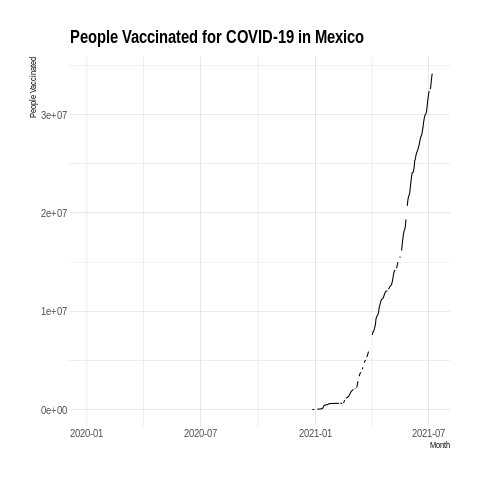 People Vaccinated for COVID-19 in Mexico
People Vaccinated
3e+07
2e+07
1e+07
0e+00
2020-01 2020-07 2021-01 2021-07
Month